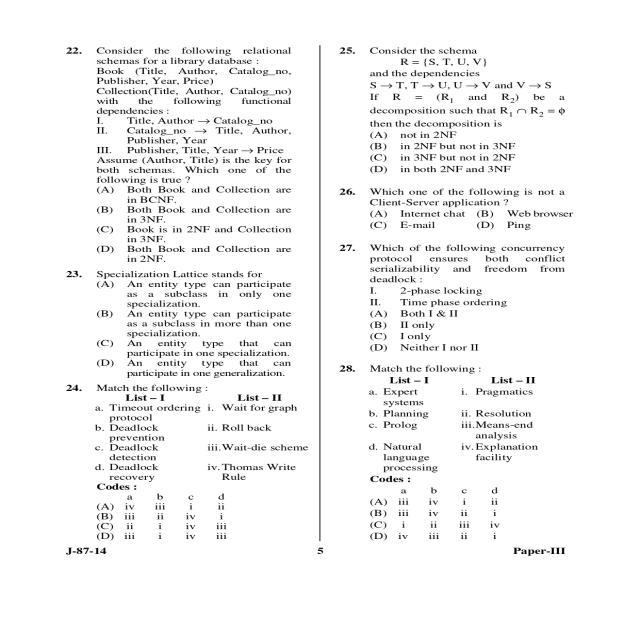 22. Consider the following relational
schemas for a library database :
Book (Title, Author, Catalog_no,
Publisher, Year, Price)
Collection(Title, Author, Catalog_no)
with the following functional
dependencies :
I. Title, Author → Catalog_no
II. Catalog_no → Title, Author,
Publisher, Year
III. Publisher, Title, Year → Price
Assume (Author, Title) is the key for
both schemas. Which one of the
following is true ?
(A) Both Book and Collection are
in BCNF.
(B) Both Book and Collection are
in 3NF.
(C) Book is in 2NF and Collection
in 3NF.
(D) Both Book and Collection are
in 2NF.
23. Specialization Lattice stands for
(A) An entity type can participate
as a subclass in only one
specialization.
(B) An entity type can participate
as a subclass in more than one
specialization.
(C) An entity type that can
participate in one specialization.
(D) An entity type that can
participate in one generalization.
24. Match the following :
List – I List – II
a. Timeout ordering i. Wait for graph
protocol
b. Deadlock ii. Roll back
prevention
c. Deadlock iii. Wait-die scheme
detection
d. Deadlock iv. Thomas Write
recovery Rule
Codes :
a b c d
(A) iv iii i ii
(B) iii ii iv i
(C) ii i iv iii
(D) iii i iv iii
25. Consider the schema
R = {S, T, U, V}
and the dependencies
S → T, T → U, U → V and V → S
If R = (R₁ and R₂) be a
decomposition such that R₁ ∩ R₂ = ϕ
then the decomposition is
(A) not in 2NF
(B) in 2NF but not in 3NF
(C) in 3NF but not in 2NF
(D) in both 2NF and 3NF
26. Which one of the following is not a
Client-Server application ?
(A) Internet chat (B) Web browser
(C) E-mail (D) Ping
27. Which of the following concurrency
protocol ensures both conflict
serializability and freedom from
deadlock :
I. 2-phase locking
II. Time phase ordering
(A) Both I & II
(B) II only
(C) I only
(D) Neither I nor II
28. Match the following :
List – I List – II
a. Expert i. Pragmatics
systems
b. Planning ii. Resolution
c. Prolog iii. Means-end
analysis
d. Natural iv. Explanation
language facility
processing
Codes :
a b c d
(A) iii iv i ii
(B) iii iv ii i
(C) i ii iii iv
(D) iv iii ii i
J-87-14 5 Paper-III